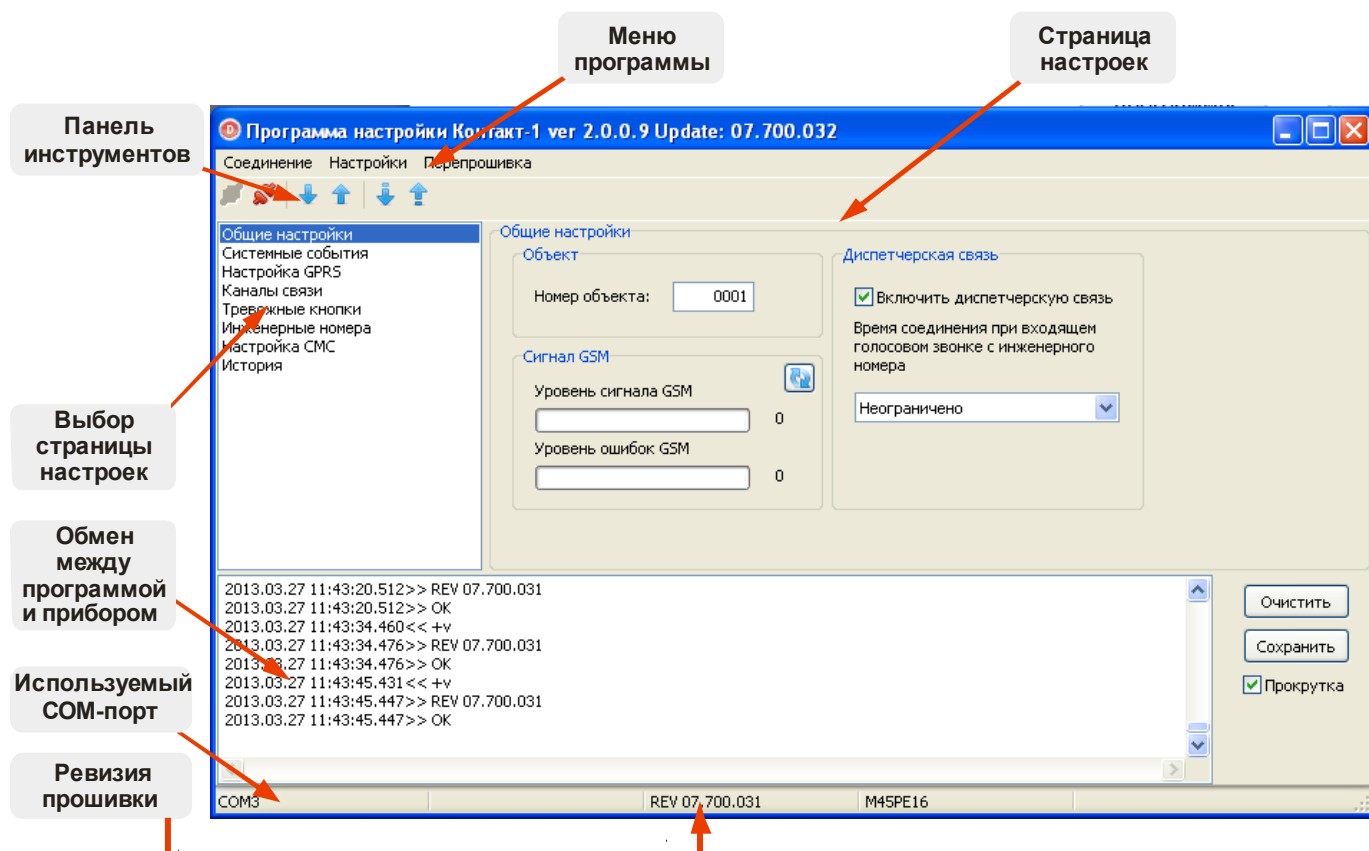 Меню
программы
Страница
настроек
Панель
инструментов
Программа настройки Контакт-1 ver 2.0.0.9 Update: 07.700.032
Соединение Настройки Перепрошивка
Общие настройки
Системные события
Настройка GPRS
Каналы связи
Тревожные кнопки
Инженерные номера
Настройка СМС
История
Общие настройки
Объект
Номер объекта: 0001
Сигнал GSM
Уровень сигнала GSM
0
Уровень ошибок GSM
0
Диспетчерская связь
Включить диспетчерскую связь
Время соединения при входящем
голосовом звонке с инженерного
номера
Неограничено
Выбор
страницы
настроек
Обмен
между
программой
и прибором
2013.03.27 11:43:20.512>> REV 07.700.031
2013.03.27 11:43:20.512>> OK
2013.03.27 11:43:34.460<< +v
2013.03.27 11:43:34.476>> REV 07.700.031
2013.03.27 11:43:34.476>> OK
2013.03.27 11:43:45.431<< +v
2013.03.27 11:43:45.447>> REV 07.700.031
2013.03.27 11:43:45.447>> OK
Очистить
Сохранить
Прокрутка
Используемый
COM-порт
Ревизия
прошивки
COM3 REV 07.700.031 M45PE16